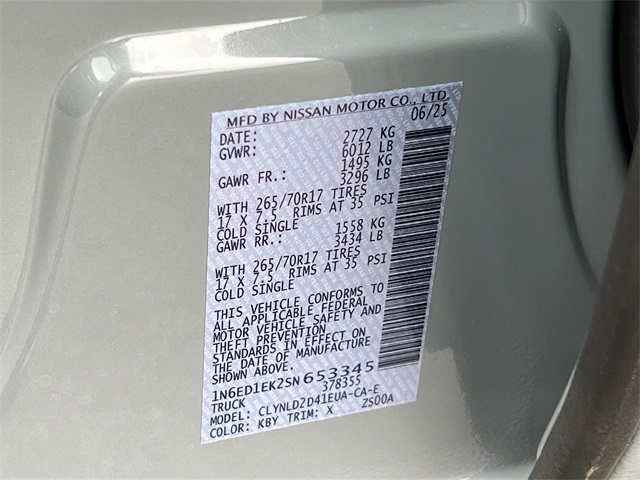 MFD BY NISSAN MOTOR CO., LTD.
DATE: 06/25
GVWR: 2727 KG
6012 LB
GAWR FR.: 1495 KG
3296 LB
WITH 265/70R17 TIRES
17 X 7.5 RIMS AT 35 PSI
COLD SINGLE
GAWR RR.: 1558 KG
3434 LB
WITH 265/70R17 TIRES
17 X 7.5 RIMS AT 35 PSI
COLD SINGLE
THIS VEHICLE CONFORMS TO
ALL APPLICABLE FEDERAL
MOTOR VEHICLE SAFETY AND
THEFT PREVENTION
STANDARDS IN EFFECT ON
THE DATE OF MANUFACTURE
SHOWN ABOVE.
1N6ED1EK2SN653345
TRUCK 378355
MODEL: CLYNLD2D41EUA-CA-E
COLOR: KBY TRIM: X ZS00A